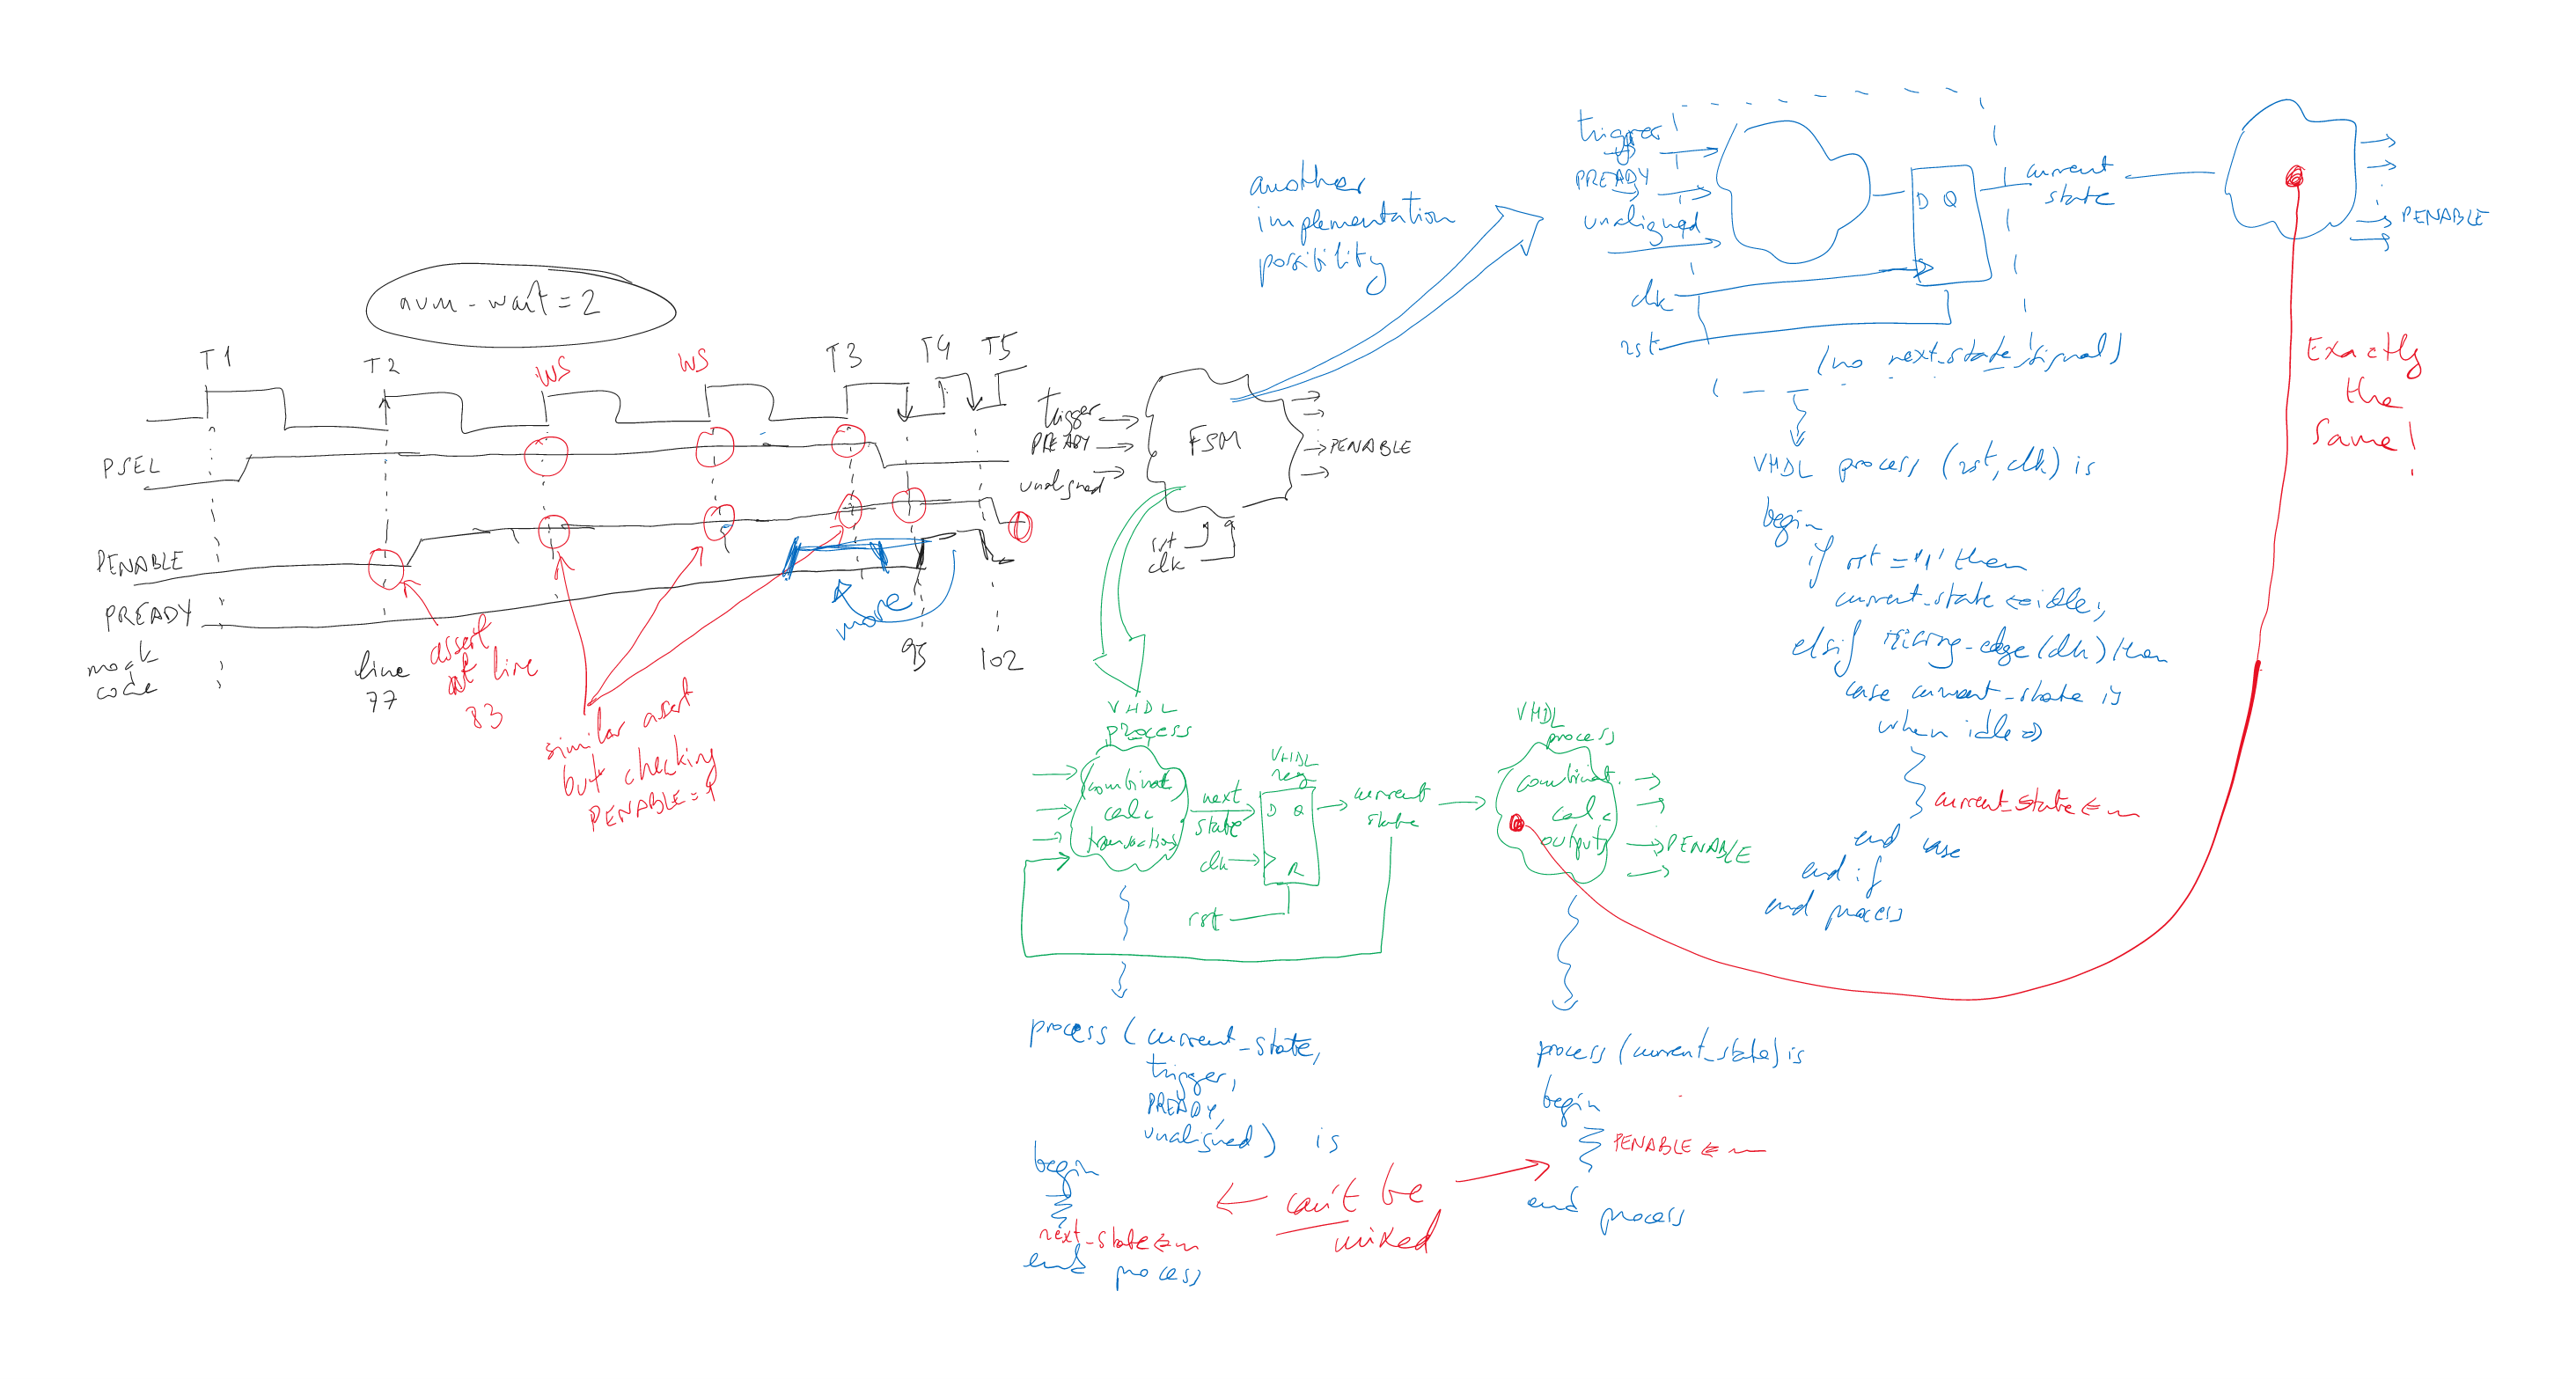 num-wait=2
T1
T2
WS
WS
T3
T4
T5
PSEL
PENABLE
PREADY
mock
code
line
77
assert
at line
83
similar assert
but checking
PENABLE=1
move
95
102
trigger
PREADY
unaligned
FSM
PENABLE
rst
clk
another
implementation
possibility
trigger
PREADY
unaligned
D Q
clk
rst
current
state
PENABLE
(no next_state signal)
Exactly
the
same!
VHDL process (rst, clk) is
begin
if rst = '1' then
current_state <= idle;
elsif rising_edge(clk) then
case current_state is
when idle =>
current_state <=
end case
end if
end process
VHDL
process
combinat.
calc
transactions
next
state
VHDL
reg
D Q
clk
R
rst
current
state
VHDL
process
combinat.
calc
outputs
PENABLE
process (current_state,
trigger,
PREADY,
unaligned) is
begin
next_state <=
end process
can't be
mixed
process (current_state) is
begin
PENABLE <=
end process